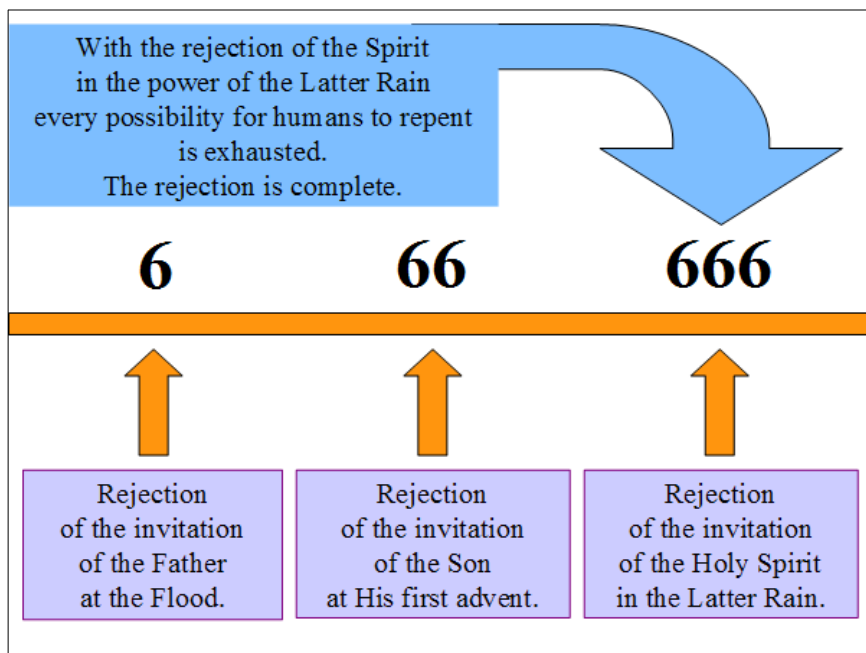 With the rejection of the Spirit
in the power of the Latter Rain
every possibility for humans to repent
is exhausted.
The rejection is complete.
6
66
666
Rejection
of the invitation
of the Father
at the Flood.
Rejection
of the invitation
of the Son
at His first advent.
Rejection
of the invitation
of the Holy Spirit
in the Latter Rain.